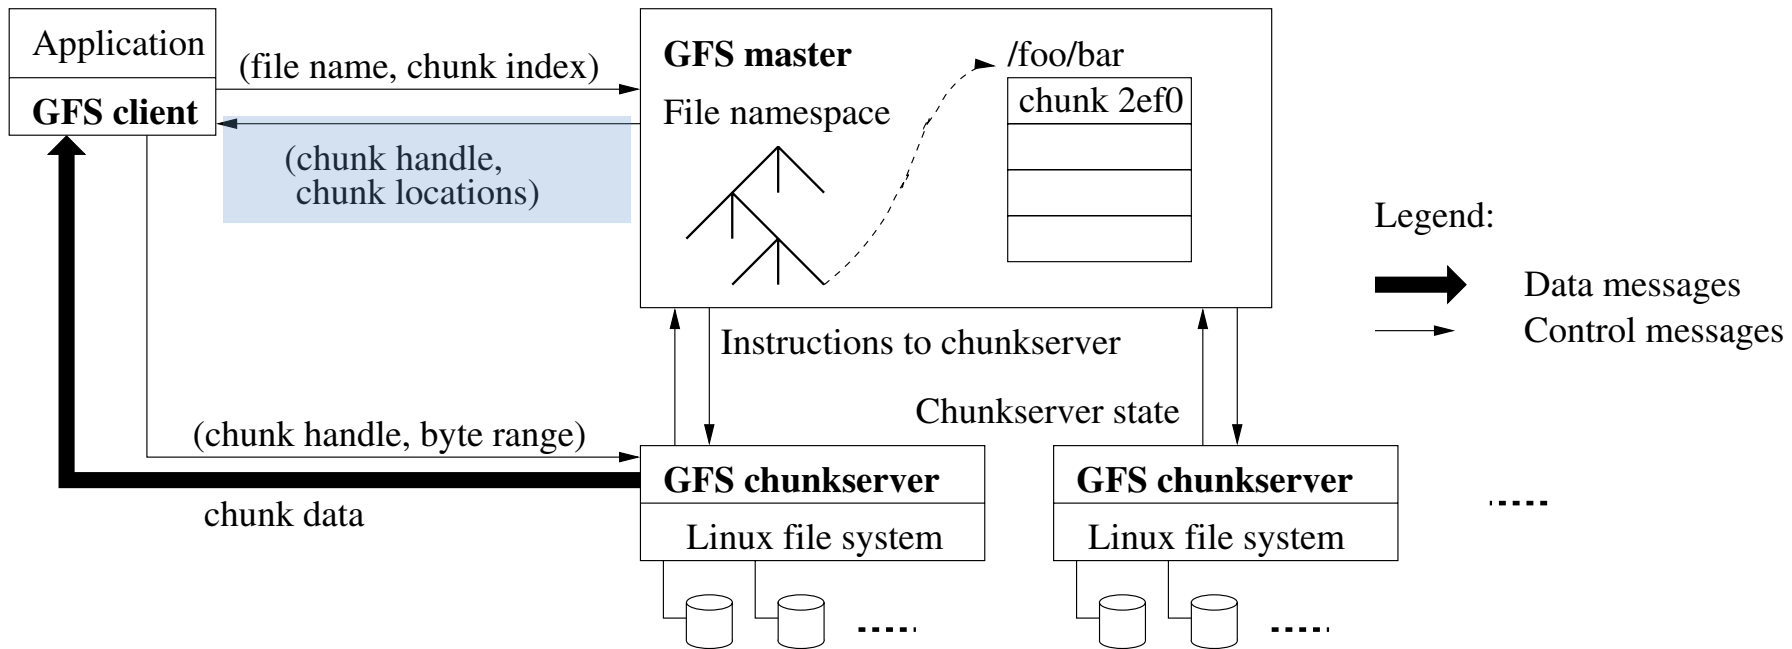 Application
GFS client
(file name, chunk index)
(chunk handle,
chunk locations)
GFS master
File namespace
/foo/bar
chunk 2ef0
Legend:
Data messages
Control messages
Instructions to chunkserver
Chunkserver state
(chunk handle, byte range)
chunk data
GFS chunkserver
Linux file system
GFS chunkserver
Linux file system